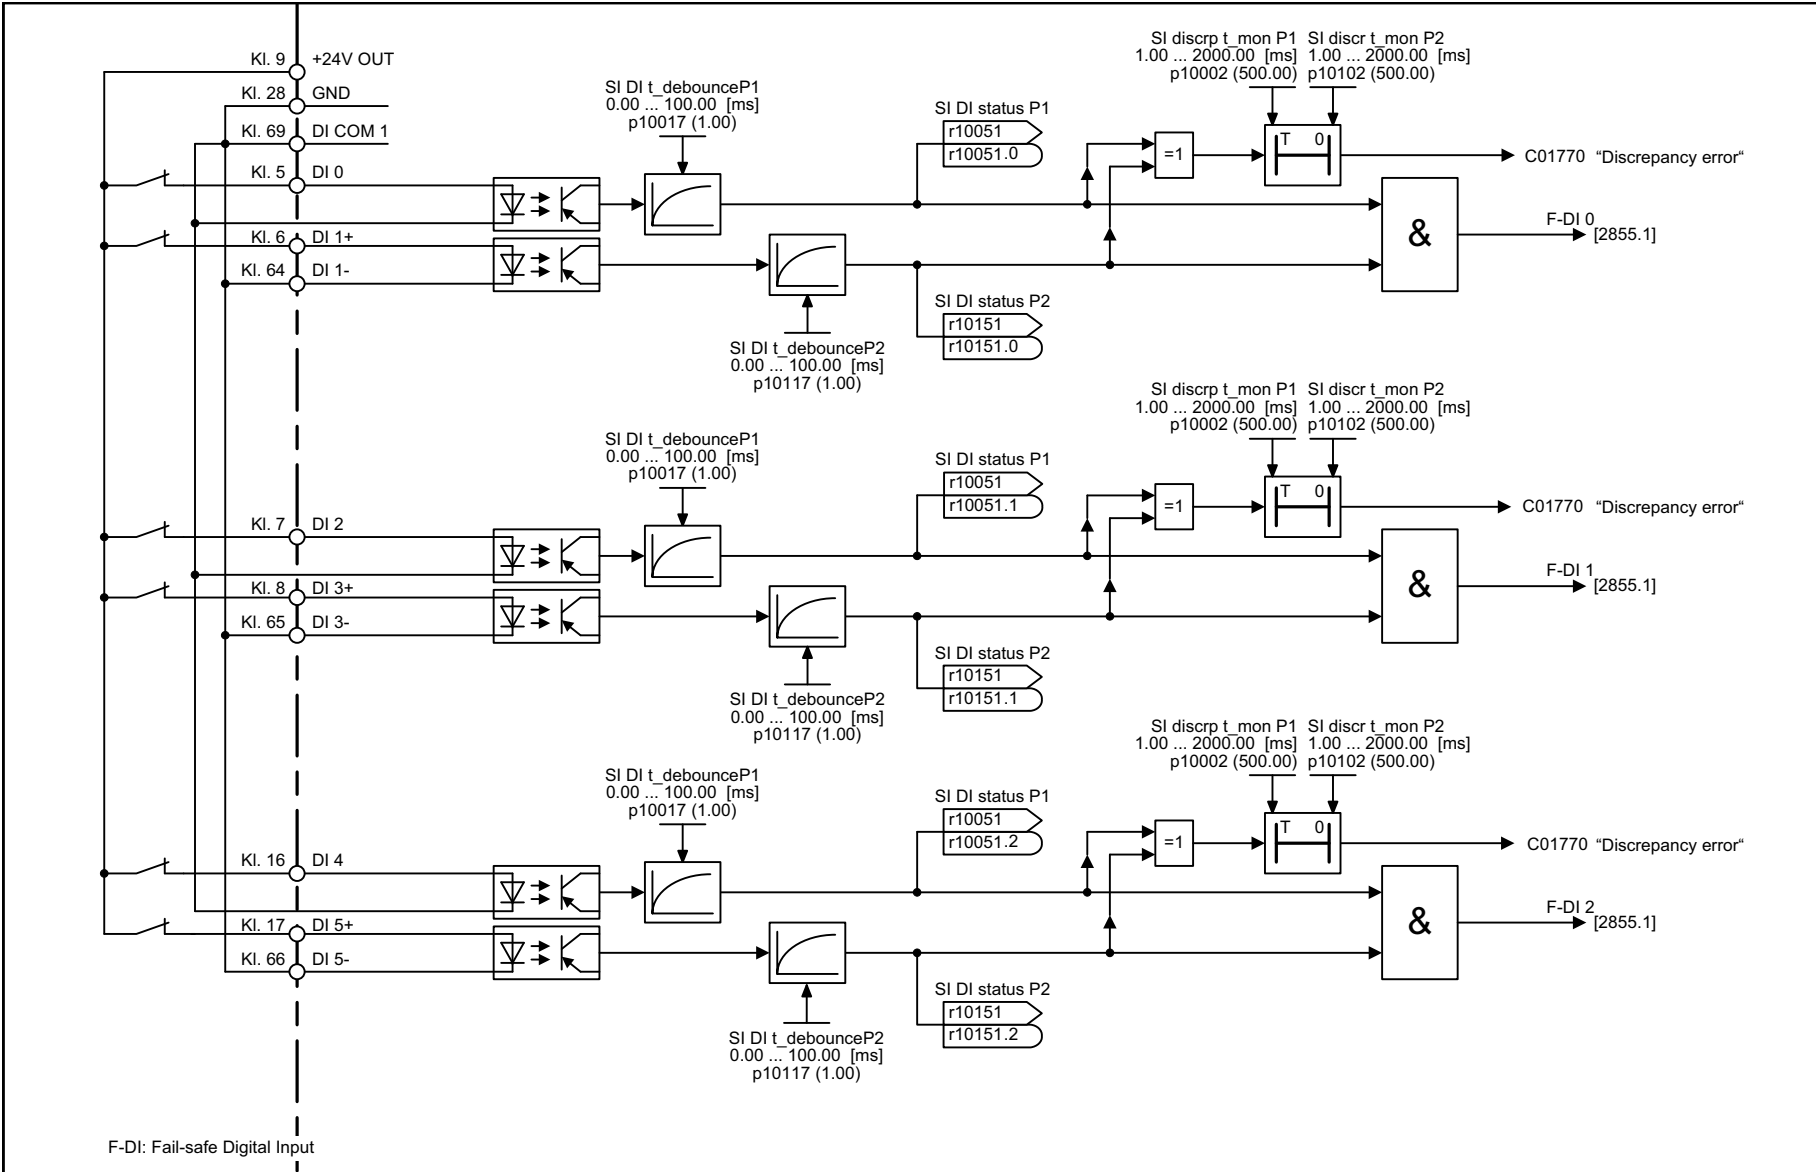 SI discrp t_mon P1 SI discr t_mon P2
1.00 ... 2000.00 [ms] 1.00 ... 2000.00 [ms]
p10002 (500.00) p10102 (500.00)
Kl. 9 +24V OUT
Kl. 28 GND
Kl. 69 DI COM 1
SI DI t_debounceP1
0.00 ... 100.00 [ms]
p10017 (1.00)
SI DI status P1
r10051
r10051.0
=1
T 0
C01770 “Discrepancy error“
Kl. 5 DI 0
Kl. 6 DI 1+
Kl. 64 DI 1-
&
F-DI 0
[2855.1]
SI DI status P2
r10151
r10151.0
SI DI t_debounceP2
0.00 ... 100.00 [ms]
p10117 (1.00)
SI discrp t_mon P1 SI discr t_mon P2
1.00 ... 2000.00 [ms] 1.00 ... 2000.00 [ms]
p10002 (500.00) p10102 (500.00)
SI DI t_debounceP1
0.00 ... 100.00 [ms]
p10017 (1.00)
SI DI status P1
r10051
r10051.1
=1
T 0
C01770 “Discrepancy error“
Kl. 7 DI 2
Kl. 8 DI 3+
Kl. 65 DI 3-
&
F-DI 1
[2855.1]
SI DI status P2
r10151
r10151.1
SI DI t_debounceP2
0.00 ... 100.00 [ms]
p10117 (1.00)
SI discrp t_mon P1 SI discr t_mon P2
1.00 ... 2000.00 [ms] 1.00 ... 2000.00 [ms]
p10002 (500.00) p10102 (500.00)
SI DI t_debounceP1
0.00 ... 100.00 [ms]
p10017 (1.00)
SI DI status P1
r10051
r10051.2
=1
T 0
C01770 “Discrepancy error“
Kl. 16 DI 4
Kl. 17 DI 5+
Kl. 66 DI 5-
&
F-DI 2
[2855.1]
SI DI status P2
r10151
r10151.2
SI DI t_debounceP2
0.00 ... 100.00 [ms]
p10117 (1.00)
F-DI: Fail-safe Digital Input